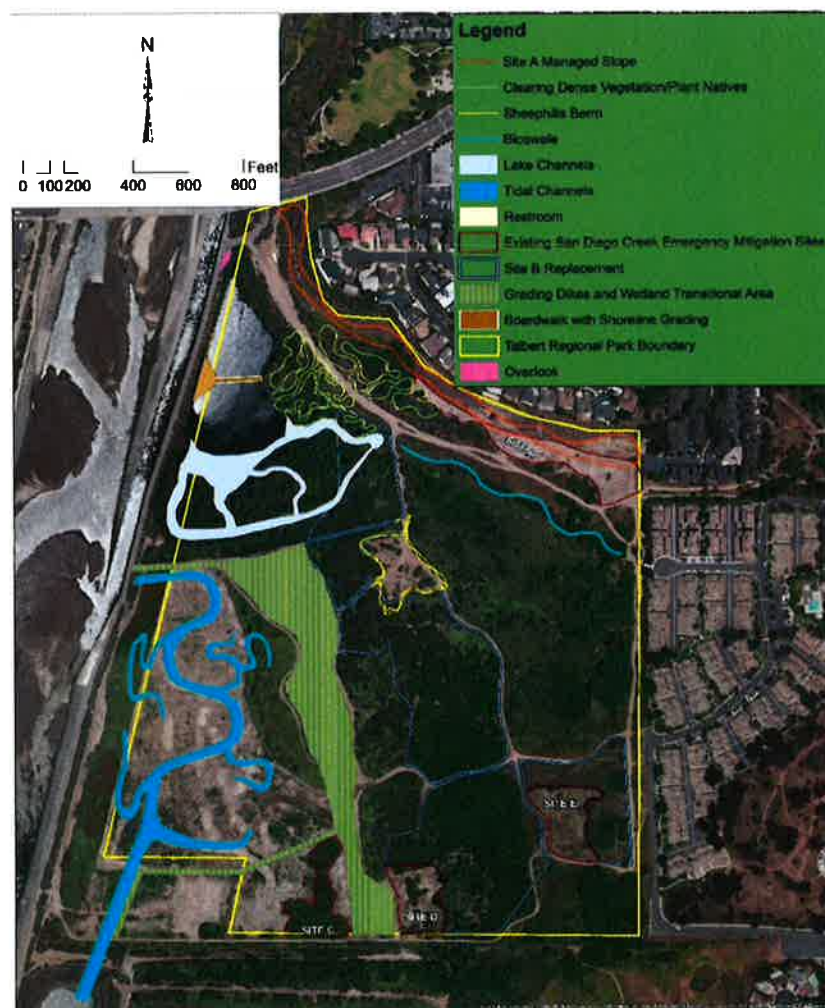 N
Feet
0 100 200 400 600 800
Legend
Site A Managed Slope
Clearing Dense Vegetation/Plant Natives
Sheephills Berm
Bioswale
Lake Channels
Tidal Channels
Restroom
Existing San Diego Creek Emergency Mitigation Sites
Site B Replacement
Grading Dikes and Wetland Transitional Area
Boardwalk with Shoreline Grading
Talbert Regional Park Boundary
Overlook
SITE E
SITE D
SITE C